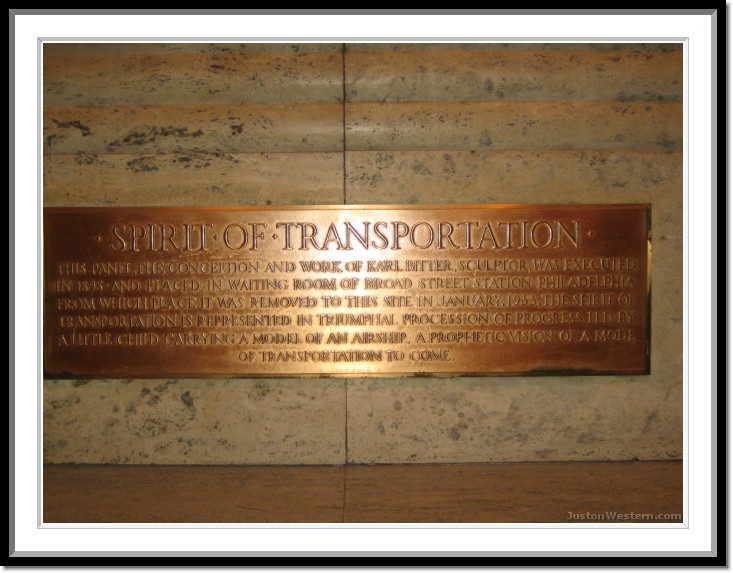 · SPIRIT · OF · TRANSPORTATION ·
THIS PANEL, THE CONCEPTION AND WORK OF KARL BITTER, SCULPTOR, WAS EXECUTED
IN 1895 AND PLACED IN WAITING ROOM OF BROAD STREET STATION PHILADELPHIA
FROM WHICH PLACE IT WAS REMOVED TO THIS SITE IN JANUARY, 1933. THE SPIRIT OF
TRANSPORTATION IS REPRESENTED IN TRIUMPHAL PROCESSION OF PROGRESS LED BY
A LITTLE CHILD CARRYING A MODEL OF AN AIRSHIP, A PROPHETIC VISION OF A MODE
OF TRANSPORTATION TO COME.
JustonWestern.com